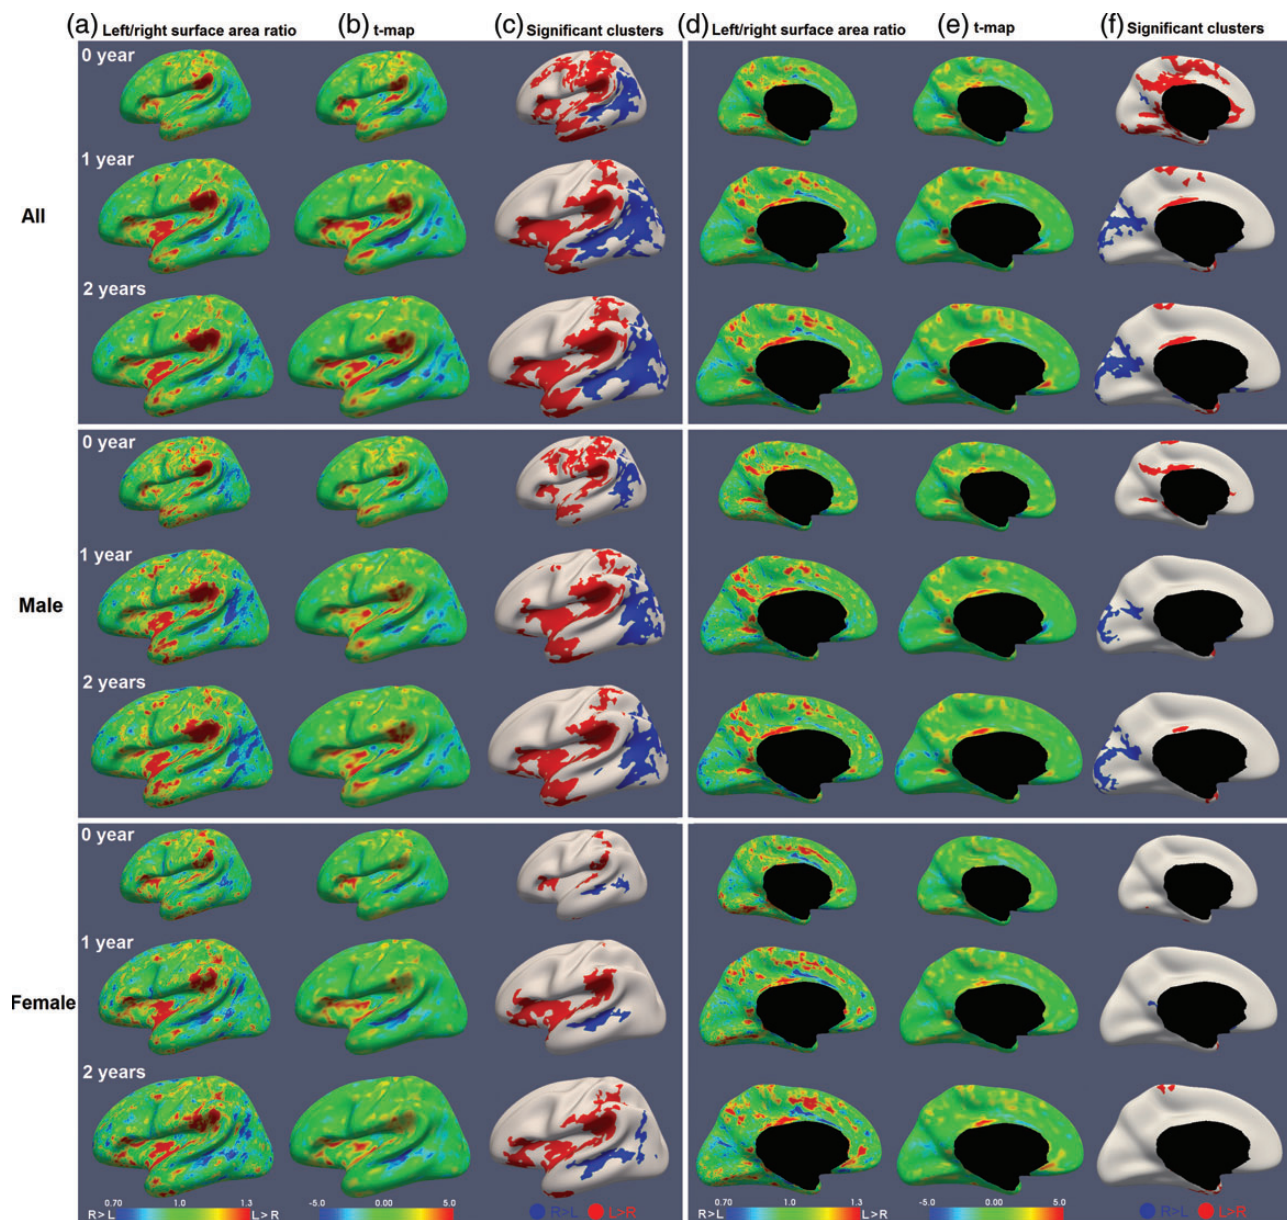 (a) Left/right surface area ratio (b) t-map (c) Significant clusters (d) Left/right surface area ratio (e) t-map (f) Significant clusters
0 year
1 year
All
2 years
0 year
1 year
Male
2 years
0 year
1 year
Female
2 years
0.70 1.0 1.3 -5.0 0.00 5.0 0.70 1.0 1.3 -5.0 0.00 5.0
R>L L>R R>L L>R R>L L>R R>L L>R